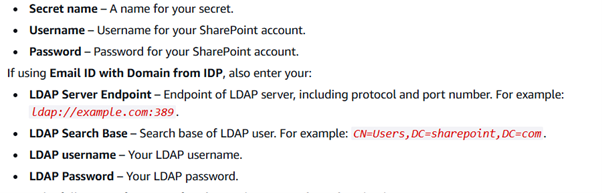 • Secret name – A name for your secret.
• Username – Username for your SharePoint account.
• Password – Password for your SharePoint account.
If using Email ID with Domain from IDP, also enter your:
• LDAP Server Endpoint – Endpoint of LDAP server, including protocol and port number. For example:
ldap://example.com:389.
• LDAP Search Base – Search base of LDAP user. For example: CN=Users,DC=sharepoint,DC=com.
• LDAP username – Your LDAP username.
• LDAP Password – Your LDAP password.